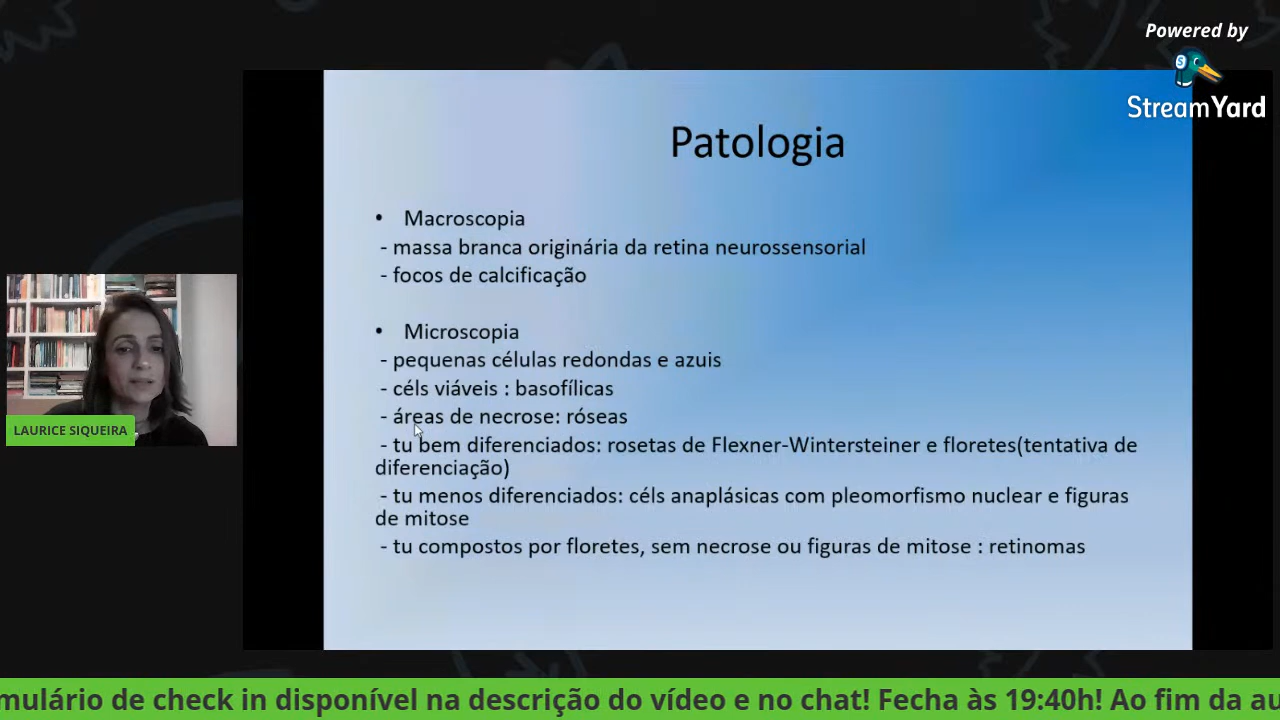 Powered by
StreamYard
Patologia
• Macroscopia
- massa branca originária da retina neurossensorial
- focos de calcificação
• Microscopia
- pequenas células redondas e azuis
- céls viáveis : basofílicas
- áreas de necrose: róseas
- tu bem diferenciados: rosetas de Flexner-Wintersteiner e floretes(tentativa de
diferenciação)
- tu menos diferenciados: céls anaplásicas com pleomorfismo nuclear e figuras
de mitose
- tu compostos por floretes, sem necrose ou figuras de mitose : retinomas
LAURICE SIQUEIRA
mulário de check in disponível na descrição do vídeo e no chat! Fecha às 19:40h! Ao fim da au